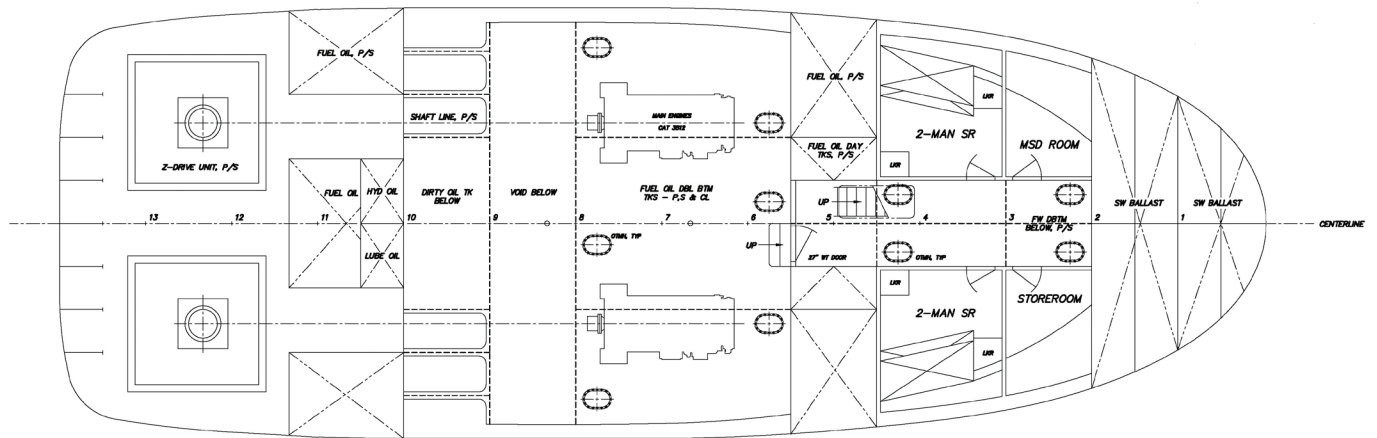 FUEL OIL, P/S
SHAFT LINE, P/S
Z-DRIVE UNIT, P/S
FUEL OIL
HYD OIL
LUBE OIL
DIRTY OIL TK
BELOW
VOID BELOW
MAIN ENGINES
CAT 3512
FUEL OIL DBL BTM
TKS - P,S & CL
OTMH, TYP
FUEL OIL, P/S
FUEL OIL DAY
TKS, P/S
UP
UP
27" WT DOOR
OTMH, TYP
LKR
2-MAN SR
LKR
MSD ROOM
FW DBTM
BELOW, P/S
LKR
2-MAN SR
LKR
STOREROOM
SW BALLAST
SW BALLAST
13
12
11
10
9
8
7
6
5
4
3
2
1
CENTERLINE